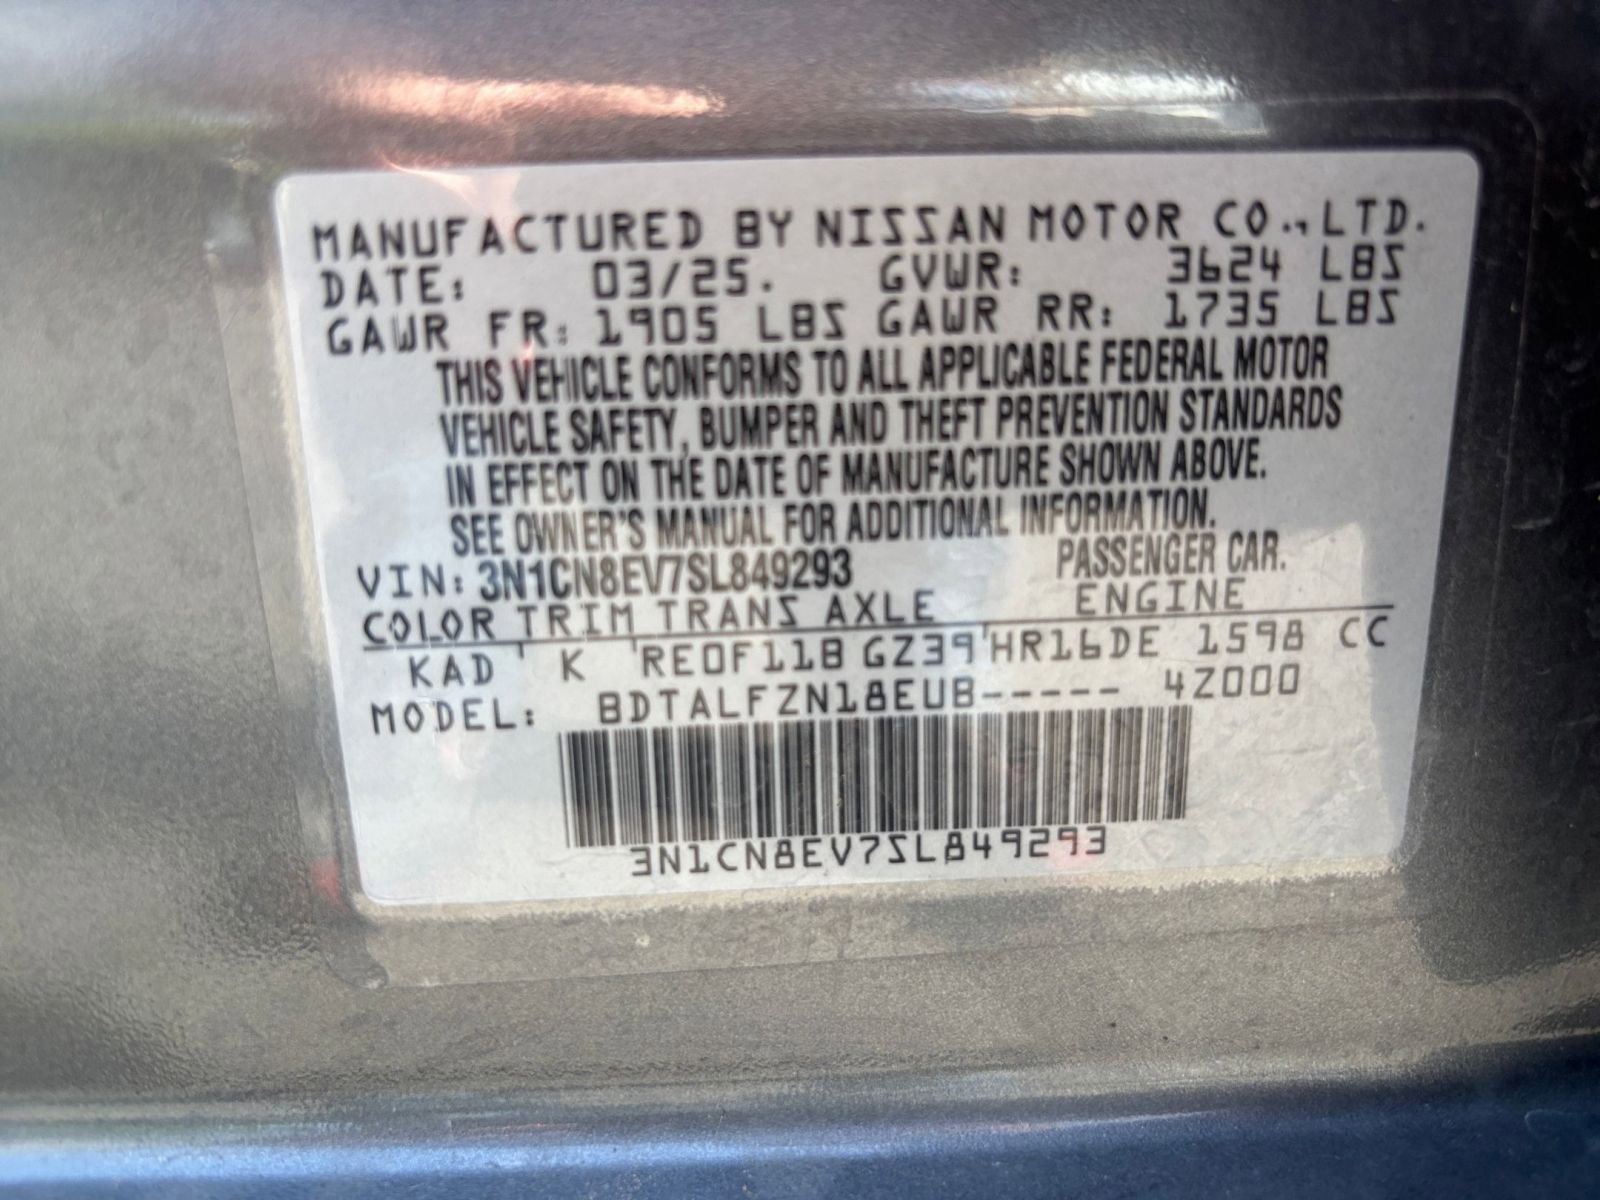 MANUFACTURED BY NISSAN MOTOR CO., LTD.
DATE: 03/25. GVWR: 3624 LBS
GAWR FR: 1905 LBS GAWR RR: 1735 LBS
THIS VEHICLE CONFORMS TO ALL APPLICABLE FEDERAL MOTOR
VEHICLE SAFETY, BUMPER AND THEFT PREVENTION STANDARDS
IN EFFECT ON THE DATE OF MANUFACTURE SHOWN ABOVE.
SEE OWNER'S MANUAL FOR ADDITIONAL INFORMATION.
VIN: 3N1CN8EV7SL849293 PASSENGER CAR.
COLOR TRIM TRANS AXLE ENGINE
KAD K RE0F11B GZ39 HR16DE 1598 CC
MODEL: BDTALFZN18EUB----- 4Z000
3N1CN8EV7SL849293